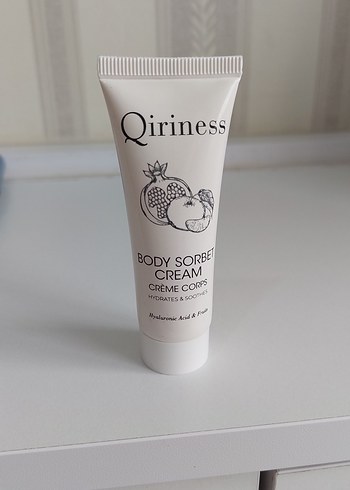 Qiriness
BODY SORBET
CREAM
CRÈME CORPS
HYDRATES & SOOTHES
Hyaluronic Acid & Fruits